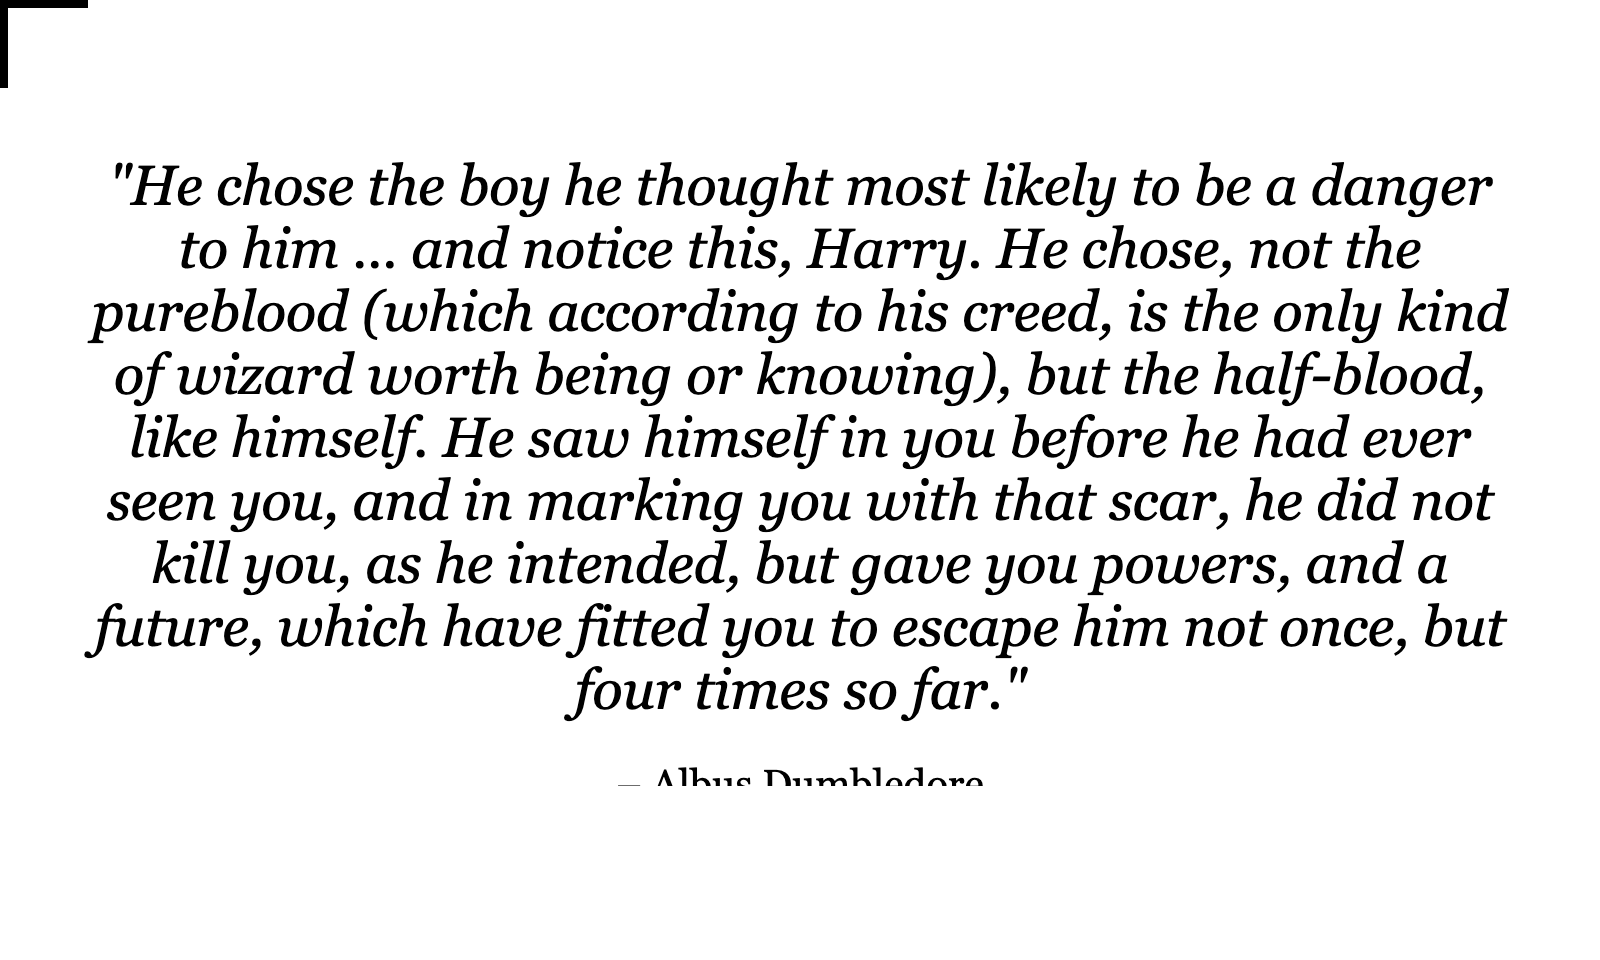 "He chose the boy he thought most likely to be a danger
to him ... and notice this, Harry. He chose, not the
pureblood (which according to his creed, is the only kind
of wizard worth being or knowing), but the half-blood,
like himself. He saw himself in you before he had ever
seen you, and in marking you with that scar, he did not
kill you, as he intended, but gave you powers, and a
future, which have fitted you to escape him not once, but
four times so far."
– Albus Dumbledore